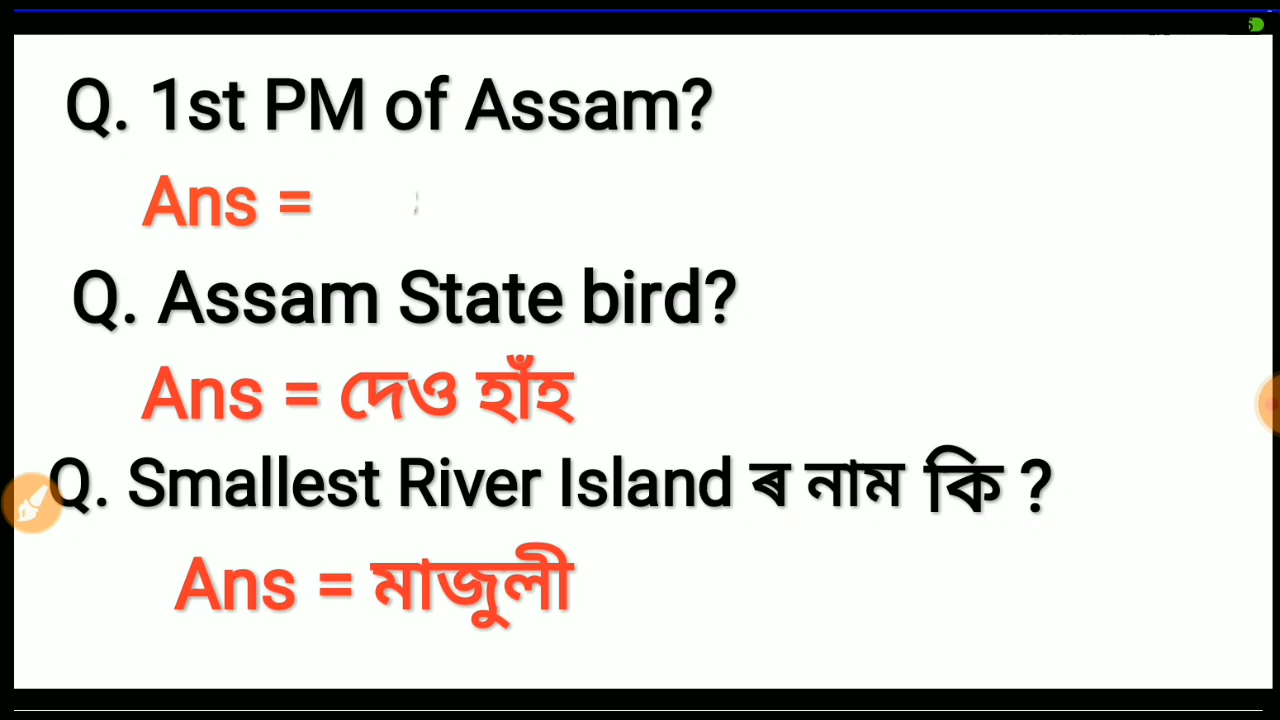 Q. 1st PM of Assam?
Ans =
Q. Assam State bird?
Ans = দেও হাঁহ
Q. Smallest River Island ৰ নাম কি ?
Ans = মাজুলী